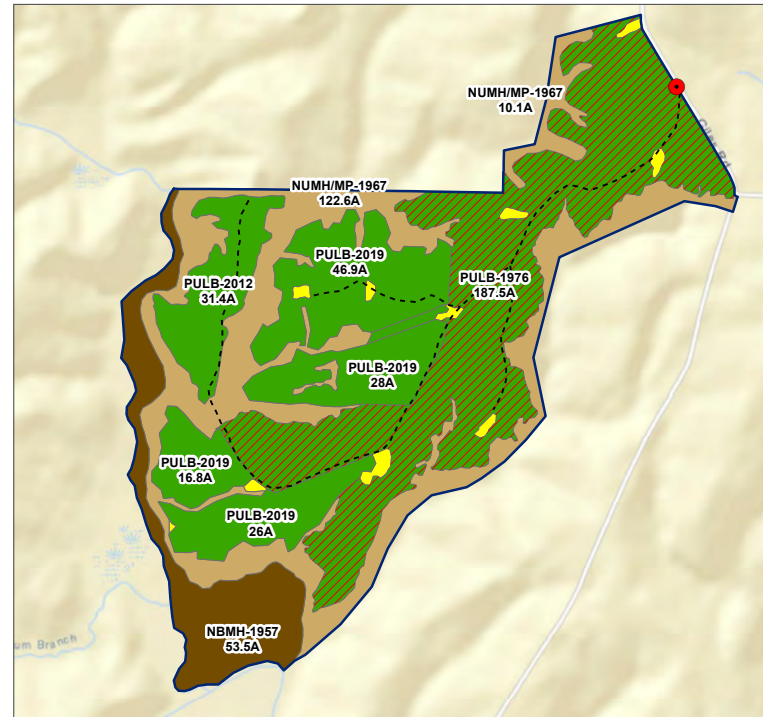 NUMH/MP-1967
10.1A
NUMH/MP-1967
122.6A
PULB-2019
46.9A
PULB-2012
31.4A
PULB-1976
187.5A
PULB-2019
28A
PULB-2019
16.8A
PULB-2019
26A
NBMH-1957
53.5A
um Branch